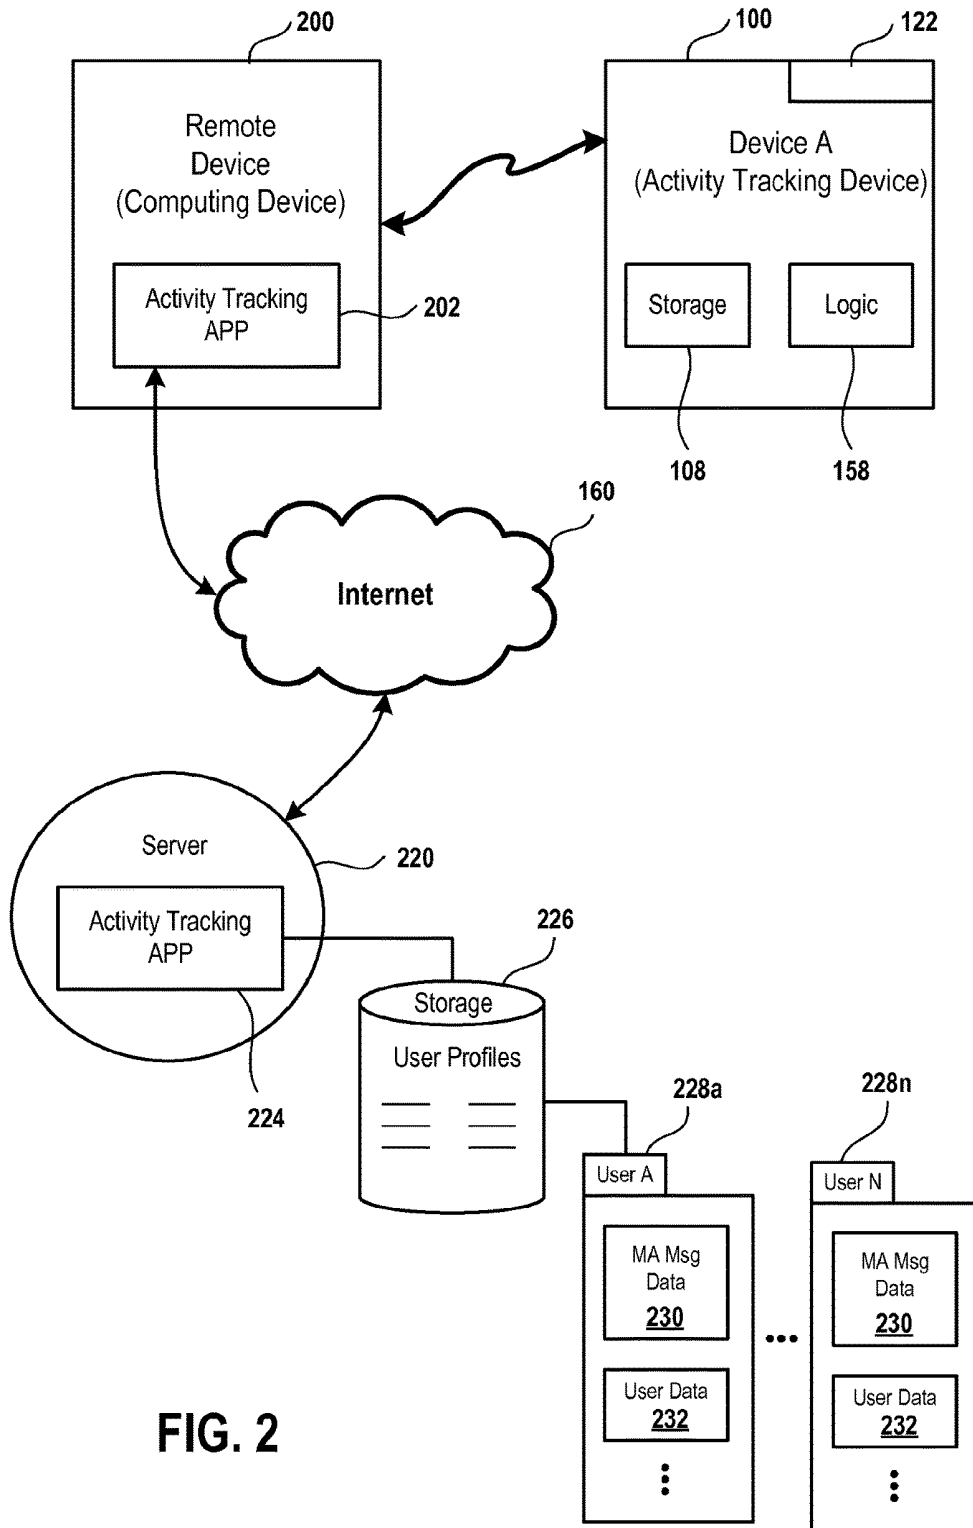 200
100
122
Remote
Device
(Computing Device)
Device A
(Activity Tracking Device)
Activity Tracking
APP
202
Storage
Logic
108
158
160
Internet
Server
220
Activity Tracking
APP
224
226
Storage
User Profiles
228a
228n
User A
User N
MA Msg
Data
230
MA Msg
Data
230
User Data
232
User Data
232
FIG. 2